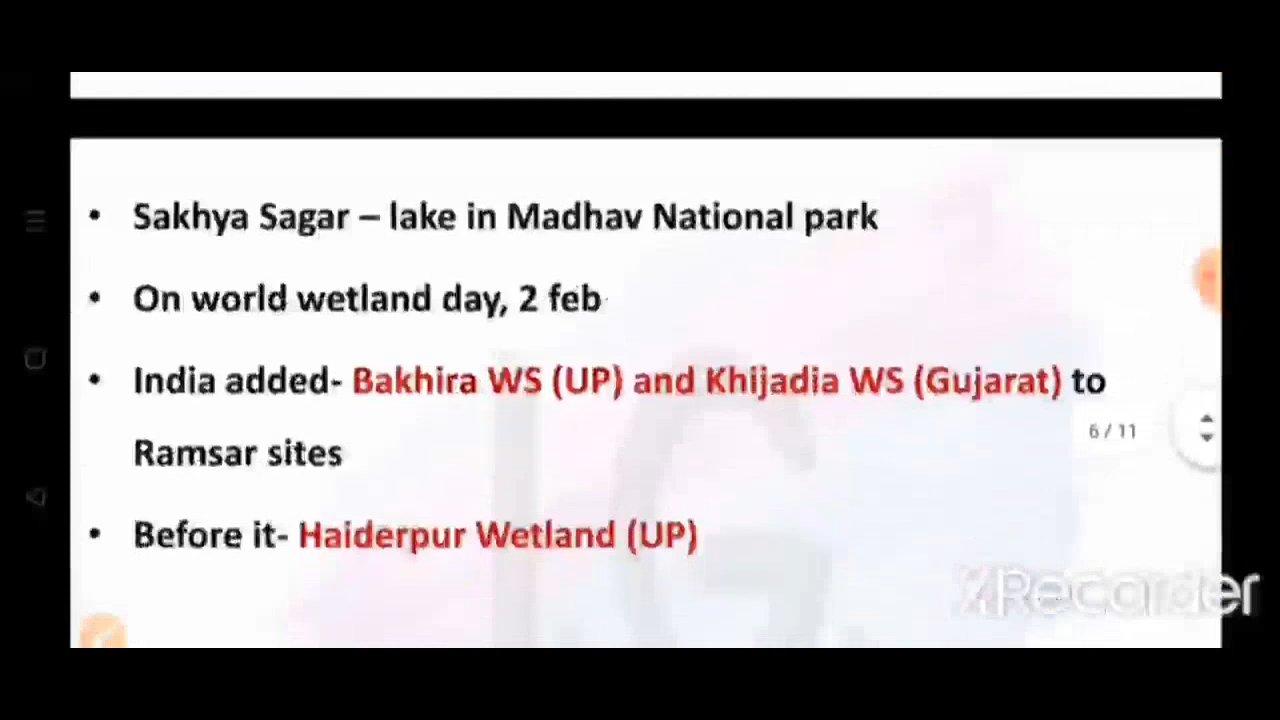 • Sakhya Sagar – lake in Madhav National park
• On world wetland day, 2 feb
• India added- Bakhira WS (UP) and Khijadia WS (Gujarat) to
Ramsar sites
6 / 11
• Before it- Haiderpur Wetland (UP)
XRecorder